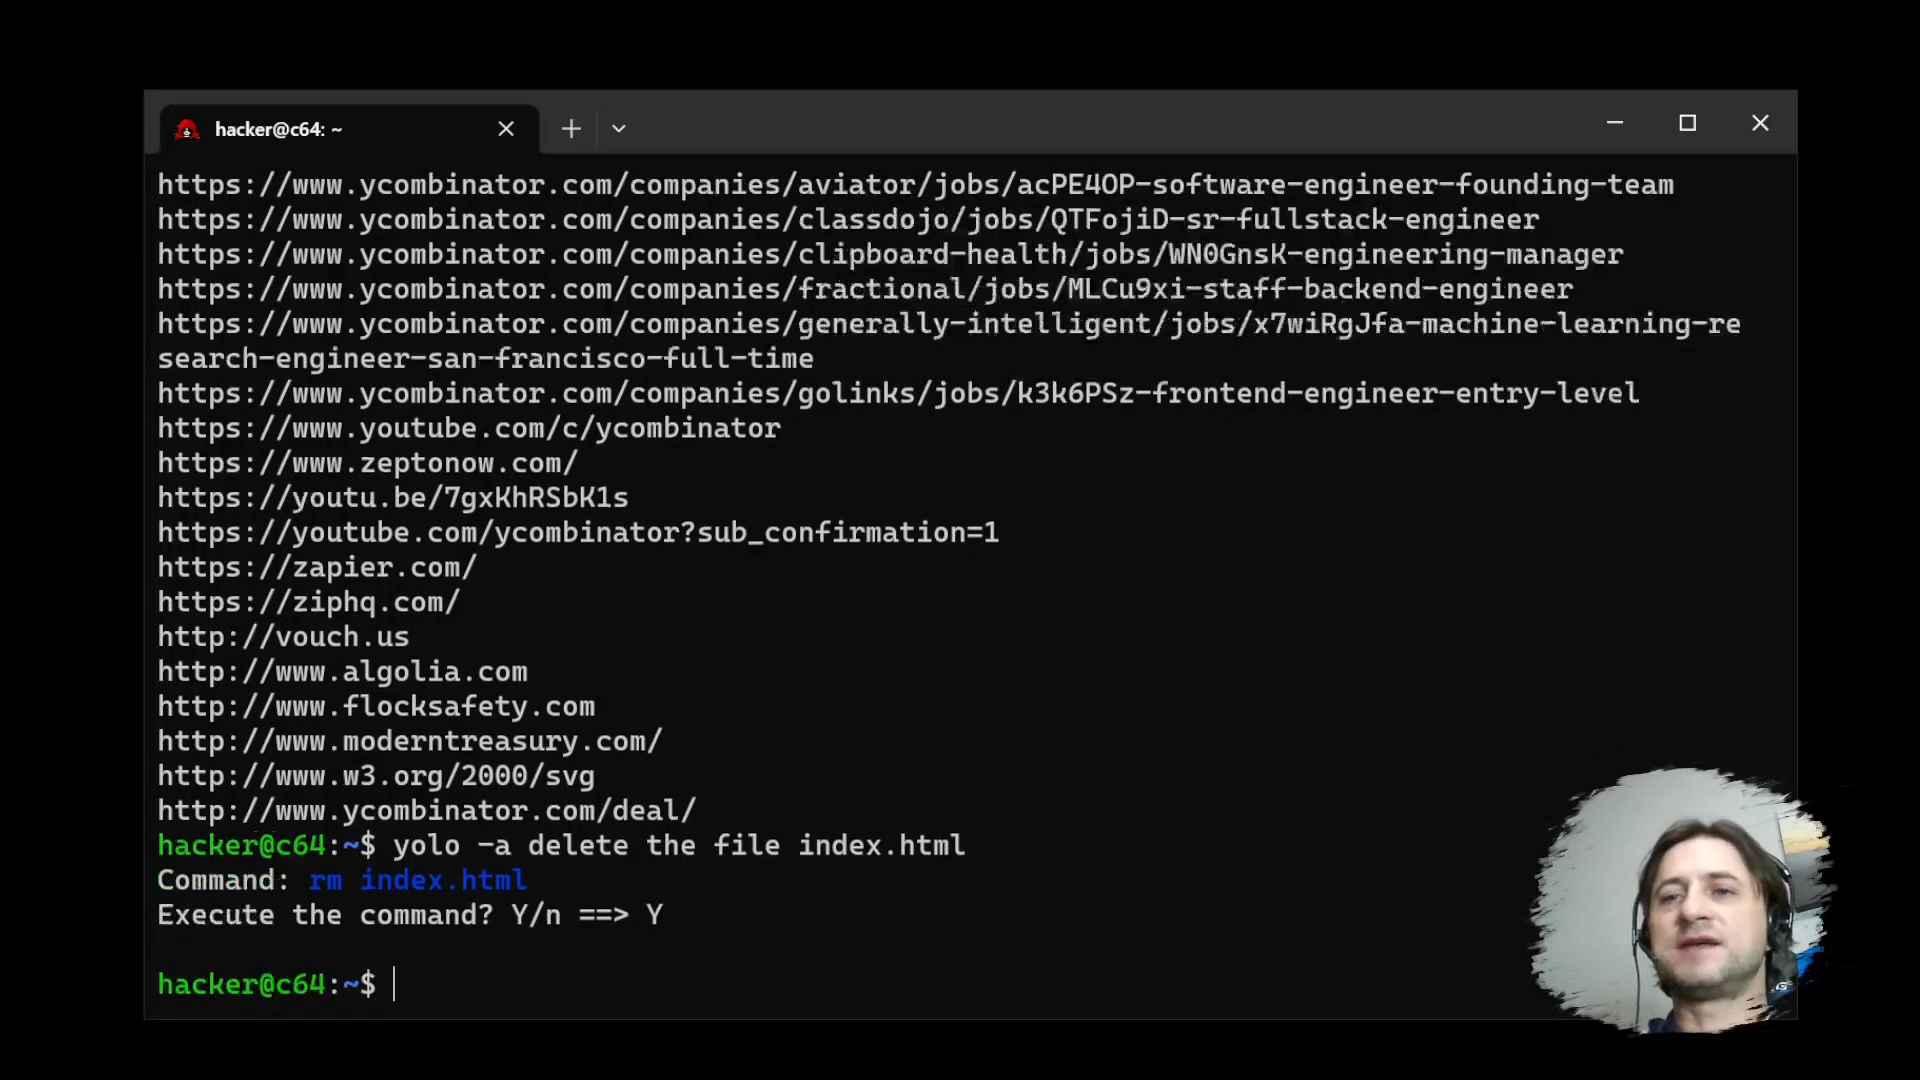 hacker@c64: ~
https://www.ycombinator.com/companies/aviator/jobs/acPE4OP-software-engineer-founding-team
https://www.ycombinator.com/companies/classdojo/jobs/QTFojiD-sr-fullstack-engineer
https://www.ycombinator.com/companies/clipboard-health/jobs/WN0GnsK-engineering-manager
https://www.ycombinator.com/companies/fractional/jobs/MLCu9xi-staff-backend-engineer
https://www.ycombinator.com/companies/generally-intelligent/jobs/x7wiRgJfa-machine-learning-re
search-engineer-san-francisco-full-time
https://www.ycombinator.com/companies/golinks/jobs/k3k6PSz-frontend-engineer-entry-level
https://www.youtube.com/c/ycombinator
https://www.zeptonow.com/
https://youtu.be/7gxKhRSbK1s
https://youtube.com/ycombinator?sub_confirmation=1
https://zapier.com/
https://ziphq.com/
http://vouch.us
http://www.algolia.com
http://www.flocksafety.com
http://www.moderntreasury.com/
http://www.w3.org/2000/svg
http://www.ycombinator.com/deal/
hacker@c64:~$ yolo -a delete the file index.html
Command: rm index.html
Execute the command? Y/n ==> Y
hacker@c64:~$